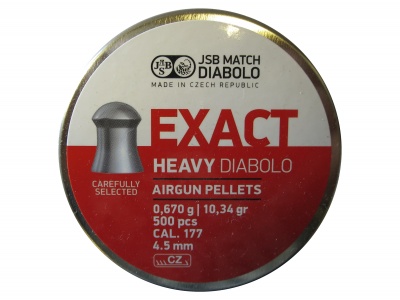 JSB
JSB MATCH
DIABOLO
MADE IN CZECH REPUBLIC
EXACT
HEAVY DIABOLO
CAREFULLY
SELECTED
AIRGUN PELLETS
0,670 g | 10,34 gr
500 pcs
CAL. 177
4.5 mm
CZ